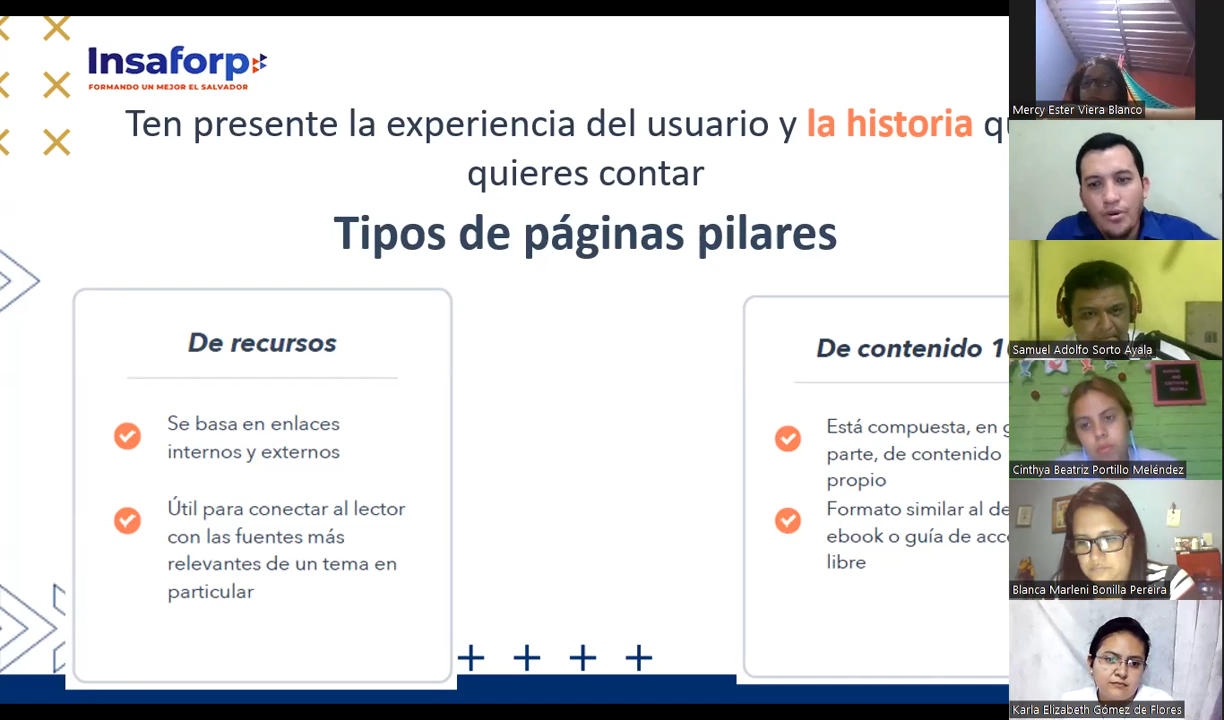 Insaforp
FORMANDO UN MEJOR EL SALVADOR
Ten presente la experiencia del usuario y la historia qu
quieres contar
Tipos de páginas pilares
De recursos
Se basa en enlaces
internos y externos
Útil para conectar al lector
con las fuentes más
relevantes de un tema en
particular
De contenido 1
Está compuesta, en g
parte, de contenido
propio
Formato similar al de
ebook o guía de acc
libre
Mercy Ester Viera Blanco
Samuel Adolfo Sorto Ayala
Cinthya Beatriz Portillo Meléndez
Blanca Marleni Bonilla Pereira
Karla Elizabeth Gómez de Flores